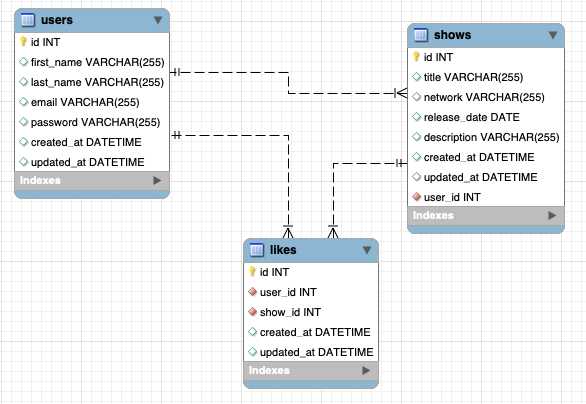 users
id INT
first_name VARCHAR(255)
last_name VARCHAR(255)
email VARCHAR(255)
password VARCHAR(255)
created_at DATETIME
updated_at DATETIME
Indexes
shows
id INT
title VARCHAR(255)
network VARCHAR(255)
release_date DATE
description VARCHAR(255)
created_at DATETIME
updated_at DATETIME
user_id INT
Indexes
likes
id INT
user_id INT
show_id INT
created_at DATETIME
updated_at DATETIME
Indexes